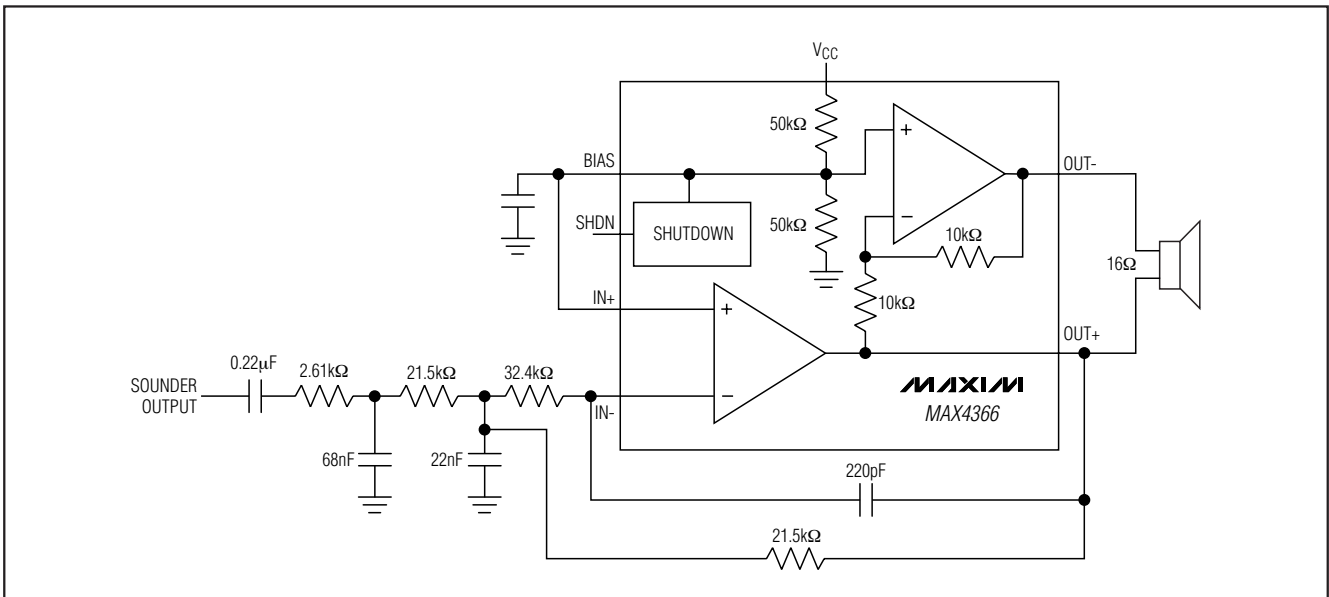 VCC
50kΩ
BIAS
OUT-
SHDN
SHUTDOWN
50kΩ
10kΩ
16Ω
10kΩ
IN+
OUT+
0.22μF
2.61kΩ
21.5kΩ
32.4kΩ
SOUNDER
OUTPUT
IN-
MAXIM
MAX4366
68nF
22nF
220pF
21.5kΩ